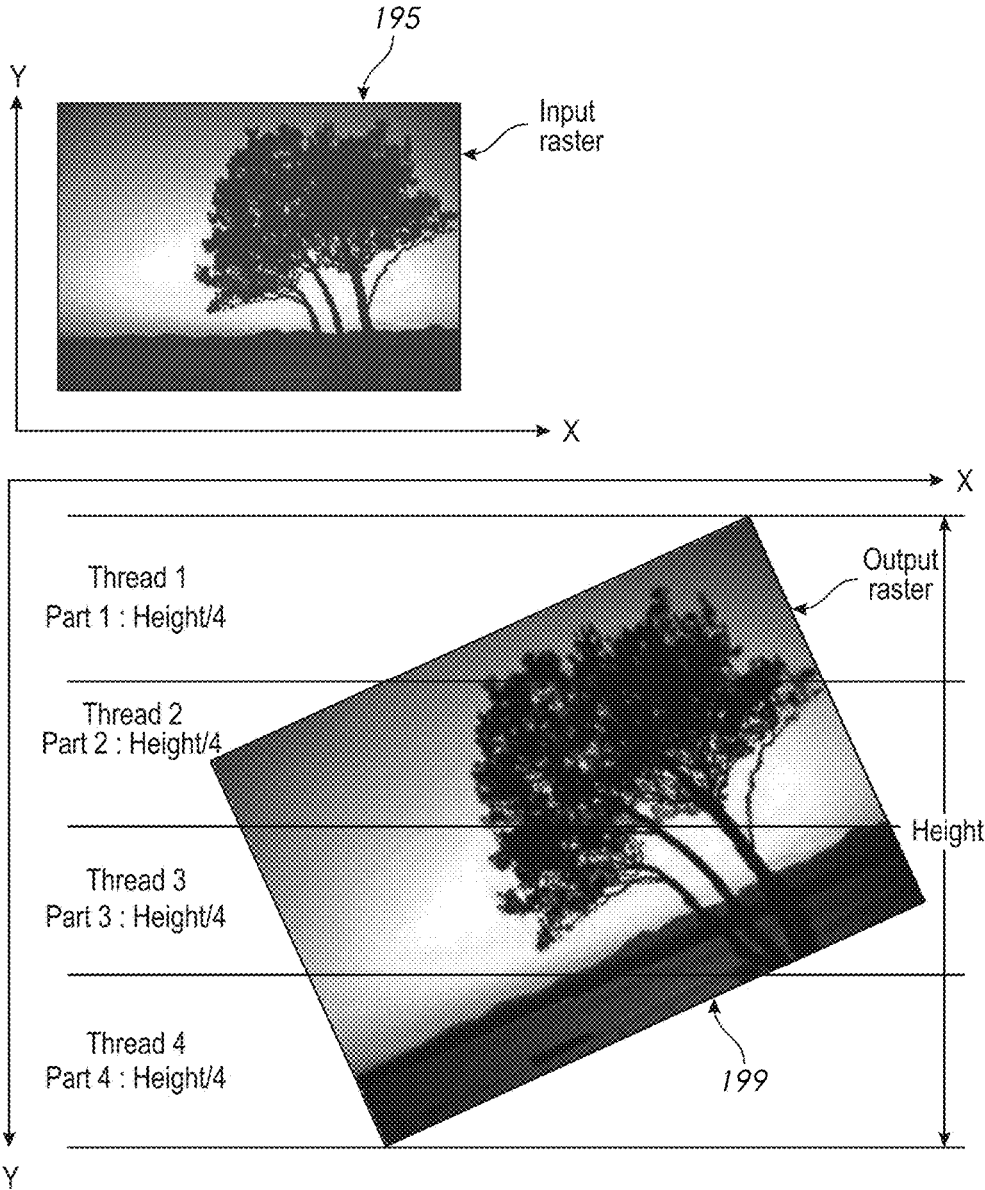 195
Y
Input
raster
X
X
Thread 1
Part 1 : Height/4
Output
raster
Thread 2
Part 2 : Height/4
Height
Thread 3
Part 3 : Height/4
Thread 4
Part 4 : Height/4
199
Y